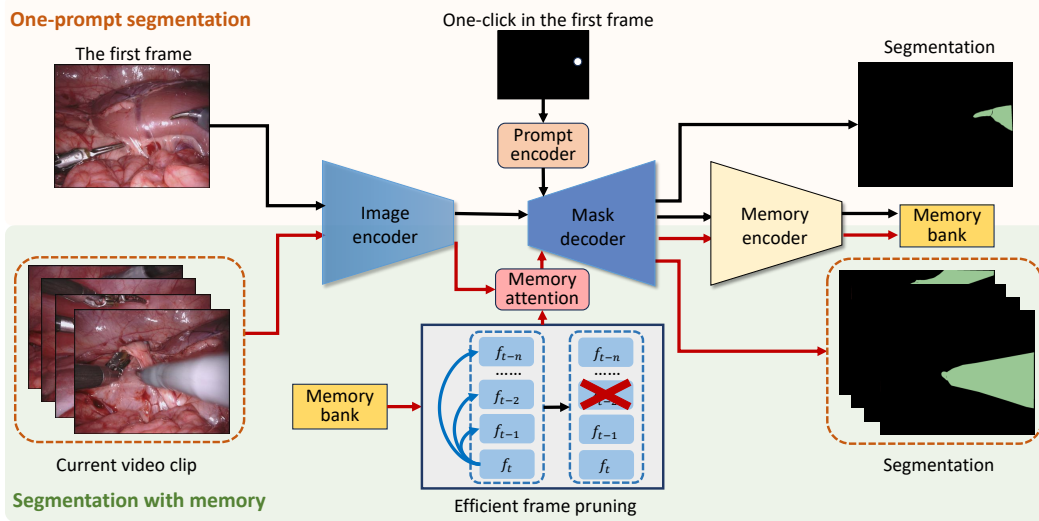 One-prompt segmentation
One-click in the first frame
The first frame
Segmentation
Prompt
encoder
Image
encoder
Mask
decoder
Memory
encoder
Memory
bank
Memory
attention
Memory
bank
f_{t-n}
......
f_{t-2}
f_{t-1}
f_t
f_{t-n}
......
f_{t-1}
f_t
Current video clip
Segmentation
Efficient frame pruning
Segmentation with memory